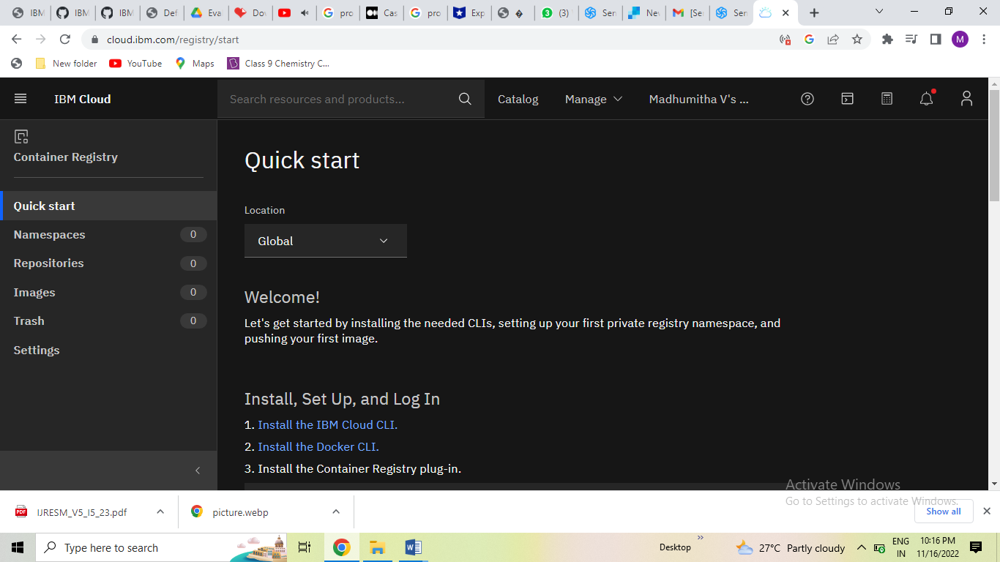 IBM
IBM
IBM
Def
Eva
Do
pro
Cas
pro
Exp
(3)
Sen
Nev
[Se
Sen
cloud.ibm.com/registry/start
M
New folder
YouTube
Maps
Class 9 Chemistry C...
IBM Cloud
Search resources and products...
Catalog
Manage
Madhumitha V's ...
Container Registry
Quick start
Namespaces 0
Repositories 0
Images 0
Trash 0
Settings
Quick start
Location
Global
Welcome!
Let's get started by installing the needed CLIs, setting up your first private registry namespace, and
pushing your first image.
Install, Set Up, and Log In
1. Install the IBM Cloud CLI.
2. Install the Docker CLI.
3. Install the Container Registry plug-in.
Activate Windows
Go to Settings to activate Windows.
PDF
IJRESM_V5_I5_23.pdf
picture.webp
Show all
Type here to search
Desktop
27°C Partly cloudy
ENG
IN
10:16 PM
11/16/2022